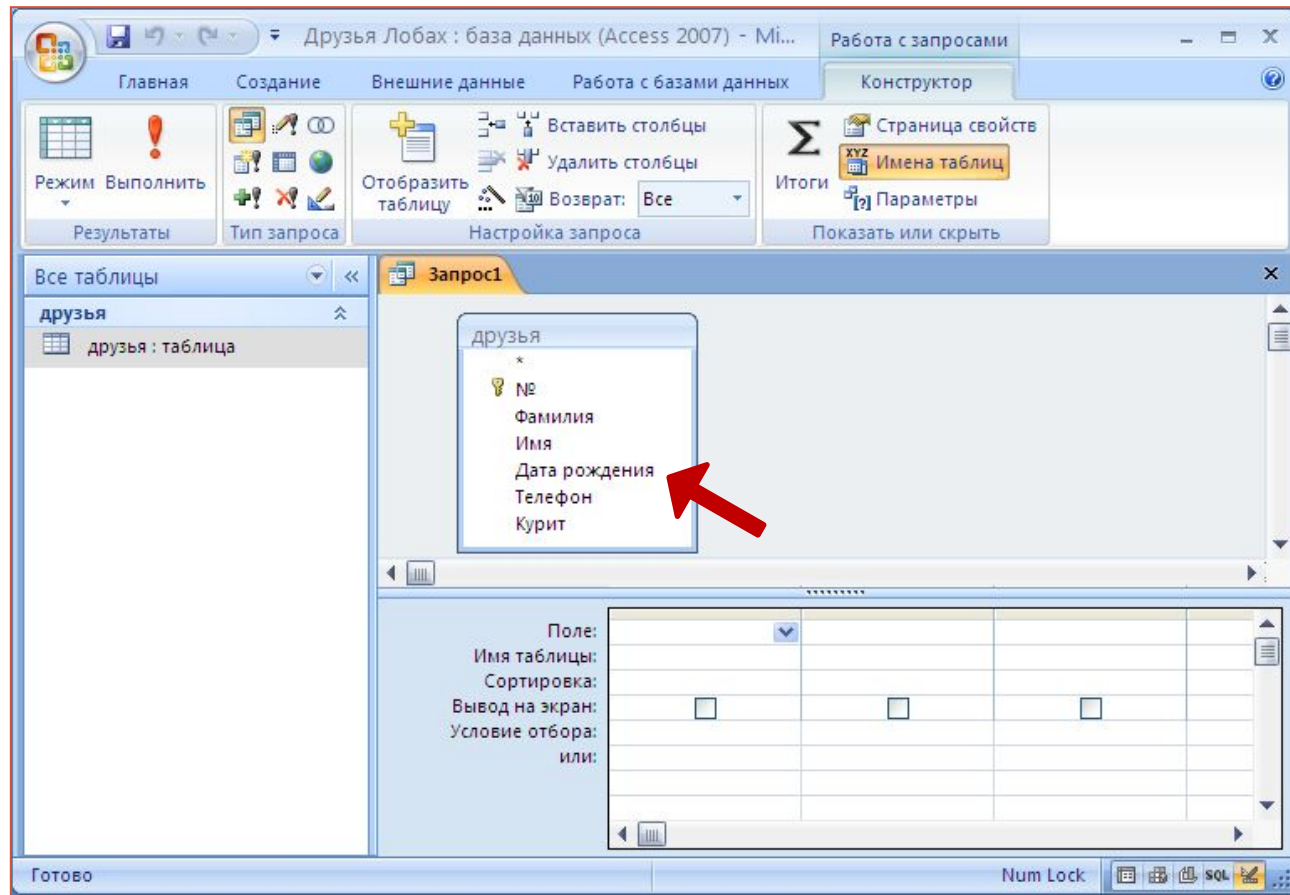 Друзья Лобах : база данных (Access 2007) - Mi...
Работа с запросами
Главная Создание Внешние данные Работа с базами данных Конструктор
Режим
Выполнить
Результаты
Тип запроса
Отобразить
таблицу
Вставить столбцы
Удалить столбцы
Возврат: Все
Настройка запроса
Итоги
Страница свойств
XYZ
Имена таблиц
[?] Параметры
Показать или скрыть
Все таблицы
друзья
друзья : таблица
Запрос1
друзья
*
№
Фамилия
Имя
Дата рождения
Телефон
Курит
Поле:
Имя таблицы:
Сортировка:
Вывод на экран:
Условие отбора:
или:
Готово
Num Lock
SQL